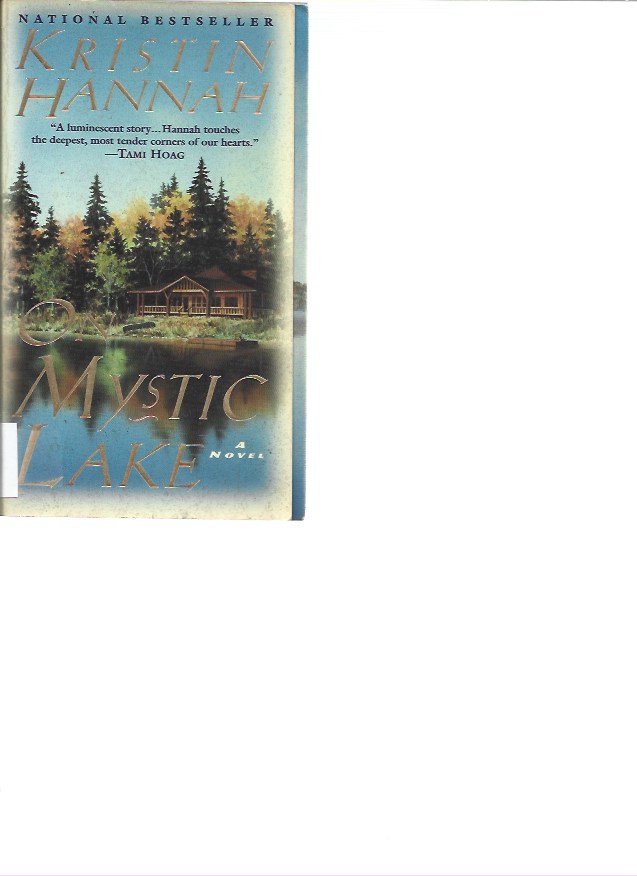 NATIONAL BESTSELLER
KRISTIN
HANNAH
“A luminescent story...Hannah touches
the deepest, most tender corners of our hearts.”
—TAMI HOAG
ON
MYSTIC
LAKE
A
NOVEL